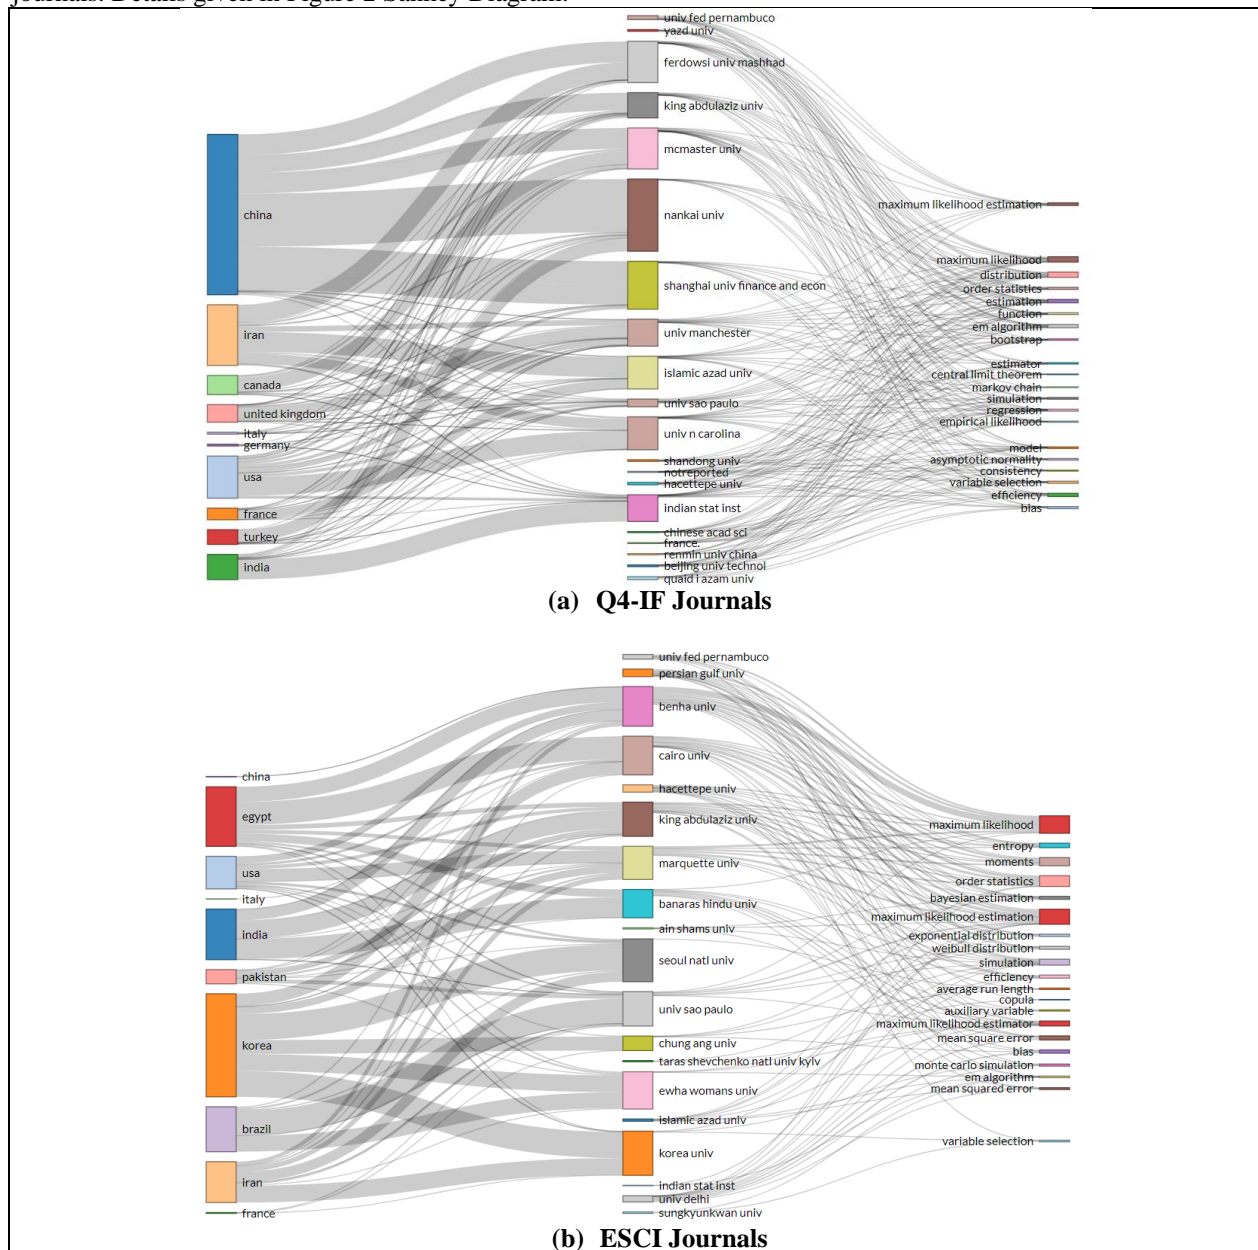 journals. Details given in Figure 2 Sankey Diagram.
univ fed pernambuco
yazd univ
ferdowsi univ mashhad
king abdulaziz univ
mcmaster univ
china
nankai univ
maximum likelihood estimation
maximum likelihood
distribution
shanghai univ finance and econ
order statistics
estimation
function
iran
univ manchester
em algorithm
bootstrap
estimator
islamic azad univ
central limit theorem
canada
markov chain
simulation
univ sao paulo
united kingdom
regression
empirical likelihood
italy
univ n carolina
germany
model
shandong univ
asymptotic normality
notreported
consistency
usa
hacettepe univ
variable selection
efficiency
france
indian stat inst
bias
turkey
chinese acad sci
france.
renmin univ china
india
beijing univ technol
quaid i azam univ
(a) Q4-IF Journals
univ fed pernambuco
persian gulf univ
benha univ
cairo univ
china
hacettepe univ
egypt
king abdulaziz univ
maximum likelihood
entropy
marquette univ
moments
usa
order statistics
italy
bayesian estimation
banaras hindu univ
maximum likelihood estimation
india
ain shams univ
exponential distribution
weibull distribution
seoul natl univ
simulation
pakistan
efficiency
average run length
copula
univ sao paulo
auxiliary variable
maximum likelihood estimator
korea
mean square error
chung ang univ
bias
taras shevchenko natl univ kyiv
monte carlo simulation
em algorithm
ewha womans univ
mean squared error
islamic azad univ
brazil
variable selection
korea univ
iran
indian stat inst
univ delhi
france
sungkyunkwan univ
(b) ESCI Journals